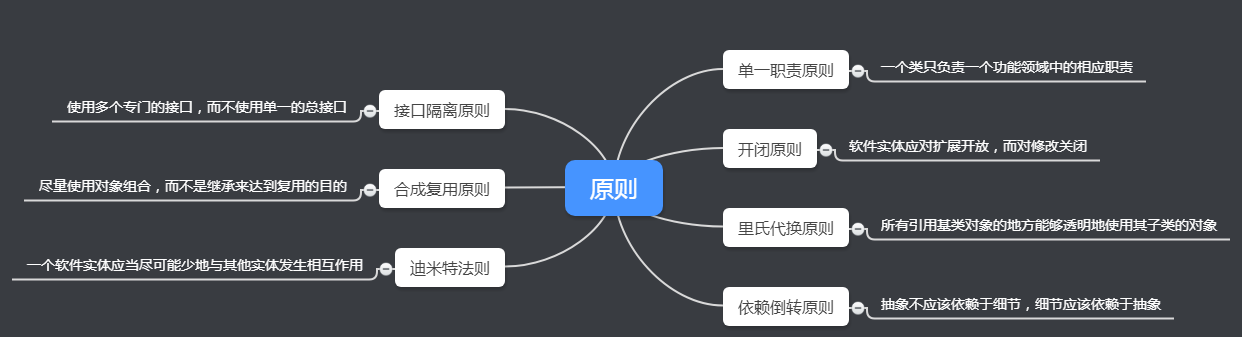 原则
单一职责原则
一个类只负责一个功能领域中的相应职责
开闭原则
软件实体应对扩展开放，而对修改关闭
里氏代换原则
所有引用基类对象的地方能够透明地使用其子类的对象
依赖倒转原则
抽象不应该依赖于细节，细节应该依赖于抽象
接口隔离原则
使用多个专门的接口，而不使用单一的总接口
合成复用原则
尽量使用对象组合，而不是继承来达到复用的目的
迪米特法则
一个软件实体应当尽可能少地与其他实体发生相互作用